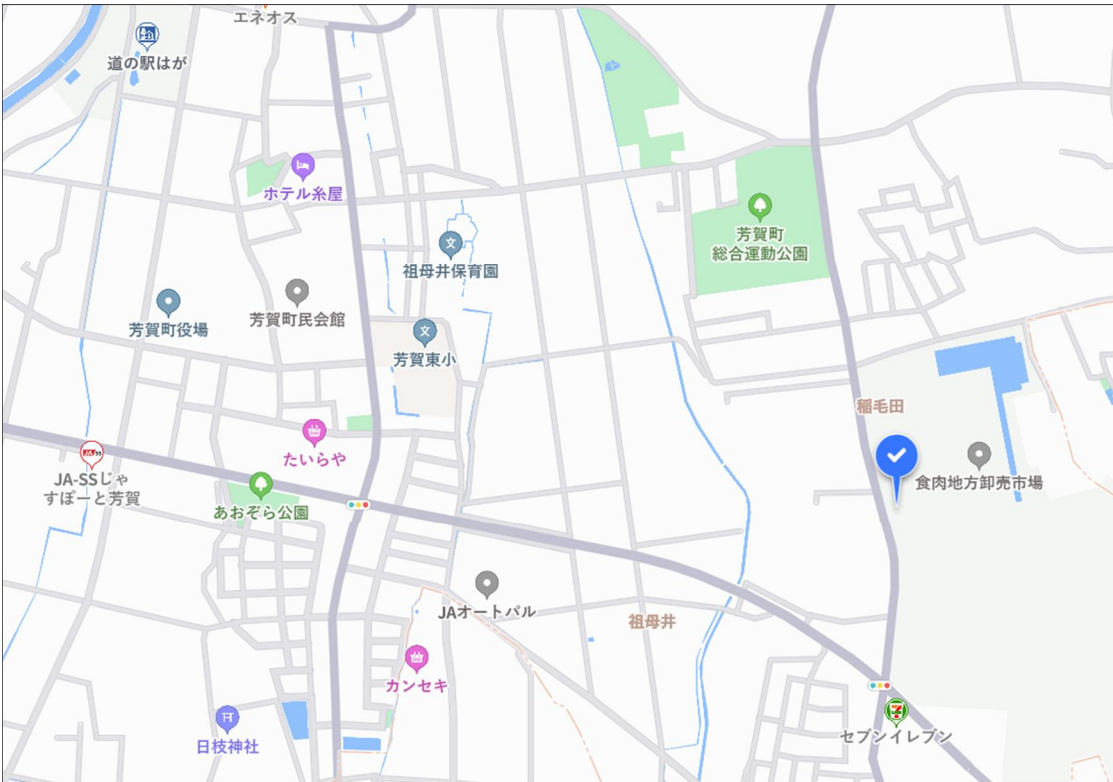 エネオス
道の駅はが
ホテル糸屋
芳賀町
総合運動公園
文
祖母井保育園
芳賀町役場
芳賀町民会館
文
芳賀東小
稲毛田
たいらや
JA-SS
JA-SSじゃ
すぽーと芳賀
食肉地方卸売市場
あおぞら公園
JAオートパル
祖母井
カンセキ
7
セブンイレブン
日枝神社